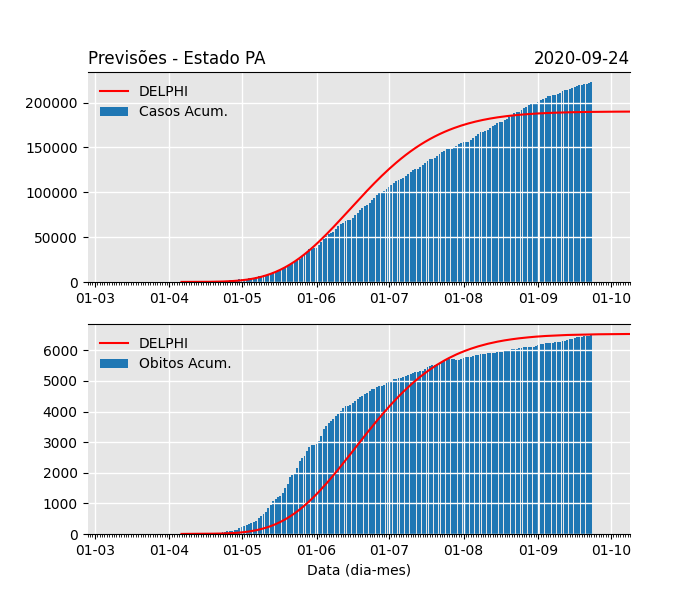 Previsões - Estado PA 2020-09-24
DELPHI
Casos Acum.
200000
150000
100000
50000
0
01-03 01-04 01-05 01-06 01-07 01-08 01-09 01-10
DELPHI
Obitos Acum.
6000
5000
4000
3000
2000
1000
0
01-03 01-04 01-05 01-06 01-07 01-08 01-09 01-10
Data (dia-mes)